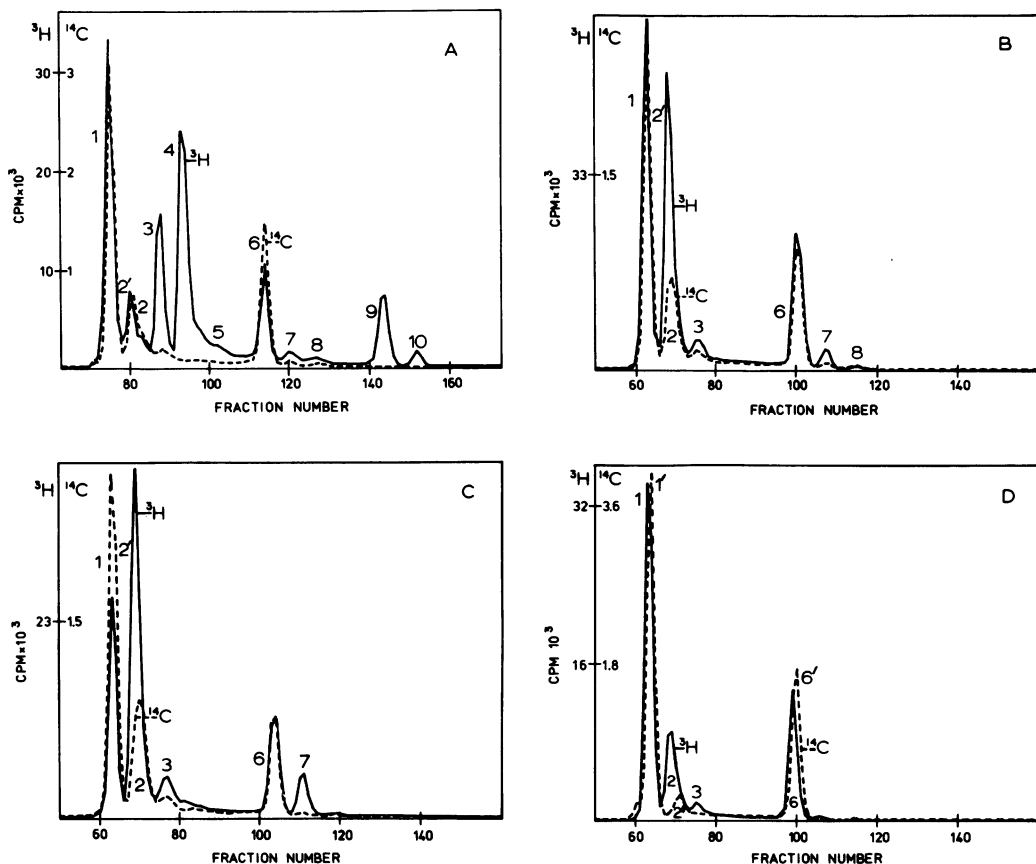 A
³H ¹⁴C
30 3
20 2
10 1
CPM×10³
1
2'
2
3
4
³H
5
6
¹⁴C
7
8
9
10
80 100 120 140 160
FRACTION NUMBER
B
³H ¹⁴C
33 1.5
CPM×10³
1
2'
³H
¹⁴C
2
3
6
7
8
60 80 100 120 140
FRACTION NUMBER
C
³H ¹⁴C
23 1.5
CPM×10³
1
2'
³H
¹⁴C
2
3
6
7
60 80 100 120 140
FRACTION NUMBER
D
³H ¹⁴C
32 3.6
16 1.8
CPM 10³
1
1'
³H
2
2'
3
6'
¹⁴C
6
60 80 100 120 140
FRACTION NUMBER